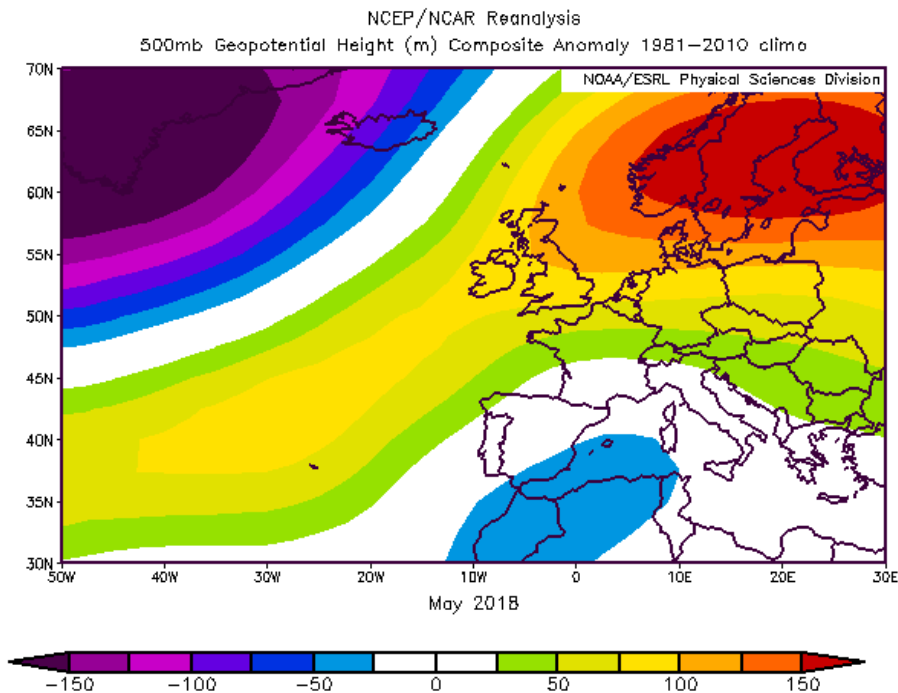 NCEP/NCAR Reanalysis
500mb Geopotential Height (m) Composite Anomaly 1981-2010 climo
NOAA/ESRL Physical Sciences Division
70N
65N
60N
55N
50N
45N
40N
35N
30N
50W 40W 30W 20W 10W 0 10E 20E 30E
May 2018
-150 -100 -50 0 50 100 150